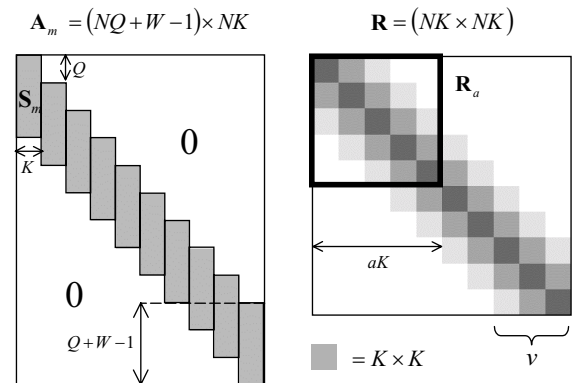 A_m = (NQ + W - 1) × NK
R = (NK × NK)
Q
S_m
K
0
0
Q + W - 1
R_a
aK
v
= K × K